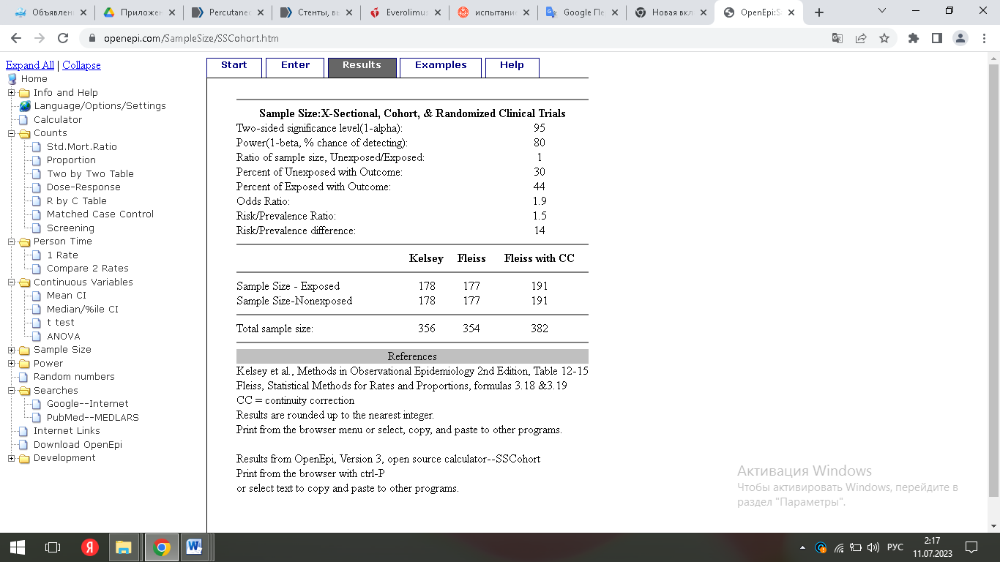 Объявлен
Приложен
Percutane
Стенты, вы
Everolimus
испытани
Google Пе
Новая вкл
OpenEpi:S
openepi.com/SampleSize/SSCohort.htm
Expand All | Collapse
Home
Info and Help
Language/Options/Settings
Calculator
Counts
Std.Mort.Ratio
Proportion
Two by Two Table
Dose-Response
R by C Table
Matched Case Control
Screening
Person Time
1 Rate
Compare 2 Rates
Continuous Variables
Mean CI
Median/%ile CI
t test
ANOVA
Sample Size
Power
Random numbers
Searches
Google--Internet
PubMed--MEDLARS
Internet Links
Download OpenEpi
Development
Start Enter Results Examples Help
Sample Size:X-Sectional, Cohort, & Randomized Clinical Trials
Two-sided significance level(1-alpha): 95
Power(1-beta, % chance of detecting): 80
Ratio of sample size, Unexposed/Exposed: 1
Percent of Unexposed with Outcome: 30
Percent of Exposed with Outcome: 44
Odds Ratio: 1.9
Risk/Prevalence Ratio: 1.5
Risk/Prevalence difference: 14
Kelsey Fleiss Fleiss with CC
Sample Size - Exposed 178 177 191
Sample Size-Nonexposed 178 177 191
Total sample size: 356 354 382
References
Kelsey et al., Methods in Observational Epidemiology 2nd Edition, Table 12-15
Fleiss, Statistical Methods for Rates and Proportions, formulas 3.18 &3.19
CC = continuity correction
Results are rounded up to the nearest integer.
Print from the browser menu or select, copy, and paste to other programs.
Results from OpenEpi, Version 3, open source calculator--SSCohort
Print from the browser with ctrl-P
or select text to copy and paste to other programs.
Активация Windows
Чтобы активировать Windows, перейдите в
раздел "Параметры".
Я
W
РУС
2:17
11.07.2023